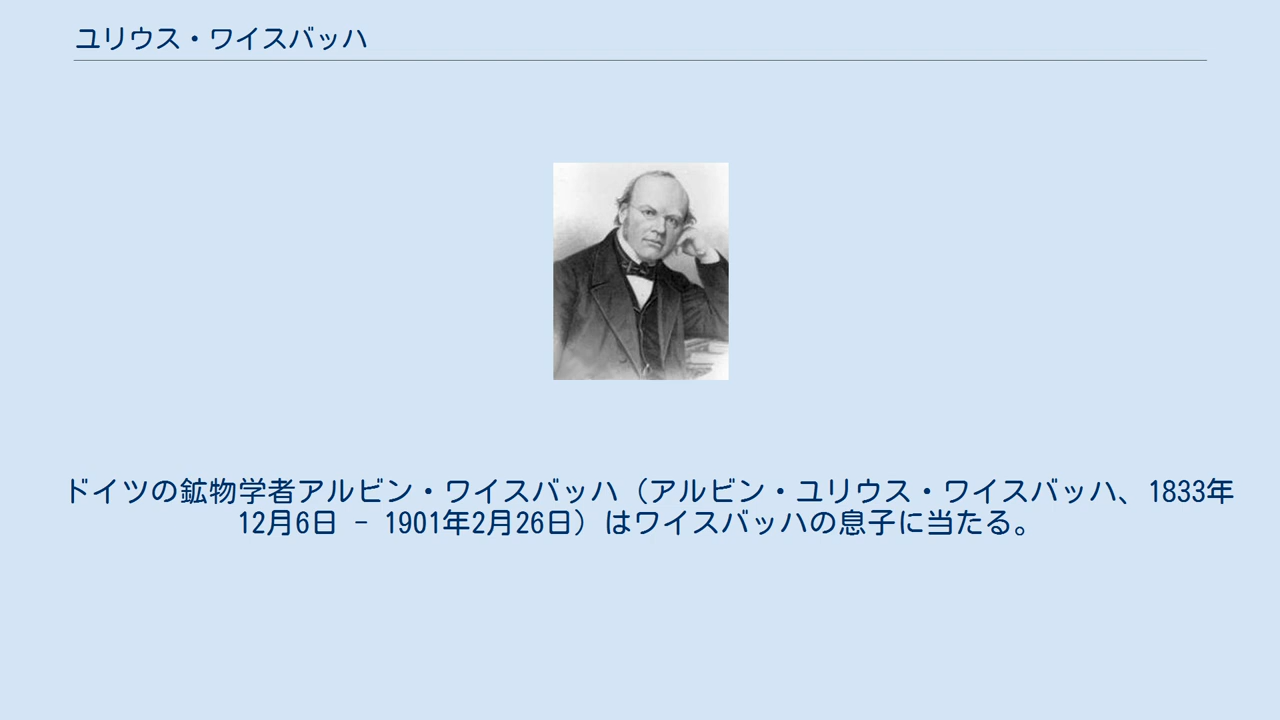 ユリウス・ワイスバッハ
ドイツの鉱物学者アルビン・ワイスバッハ（アルビン・ユリウス・ワイスバッハ、1833年
12月6日 - 1901年2月26日）はワイスバッハの息子に当たる。